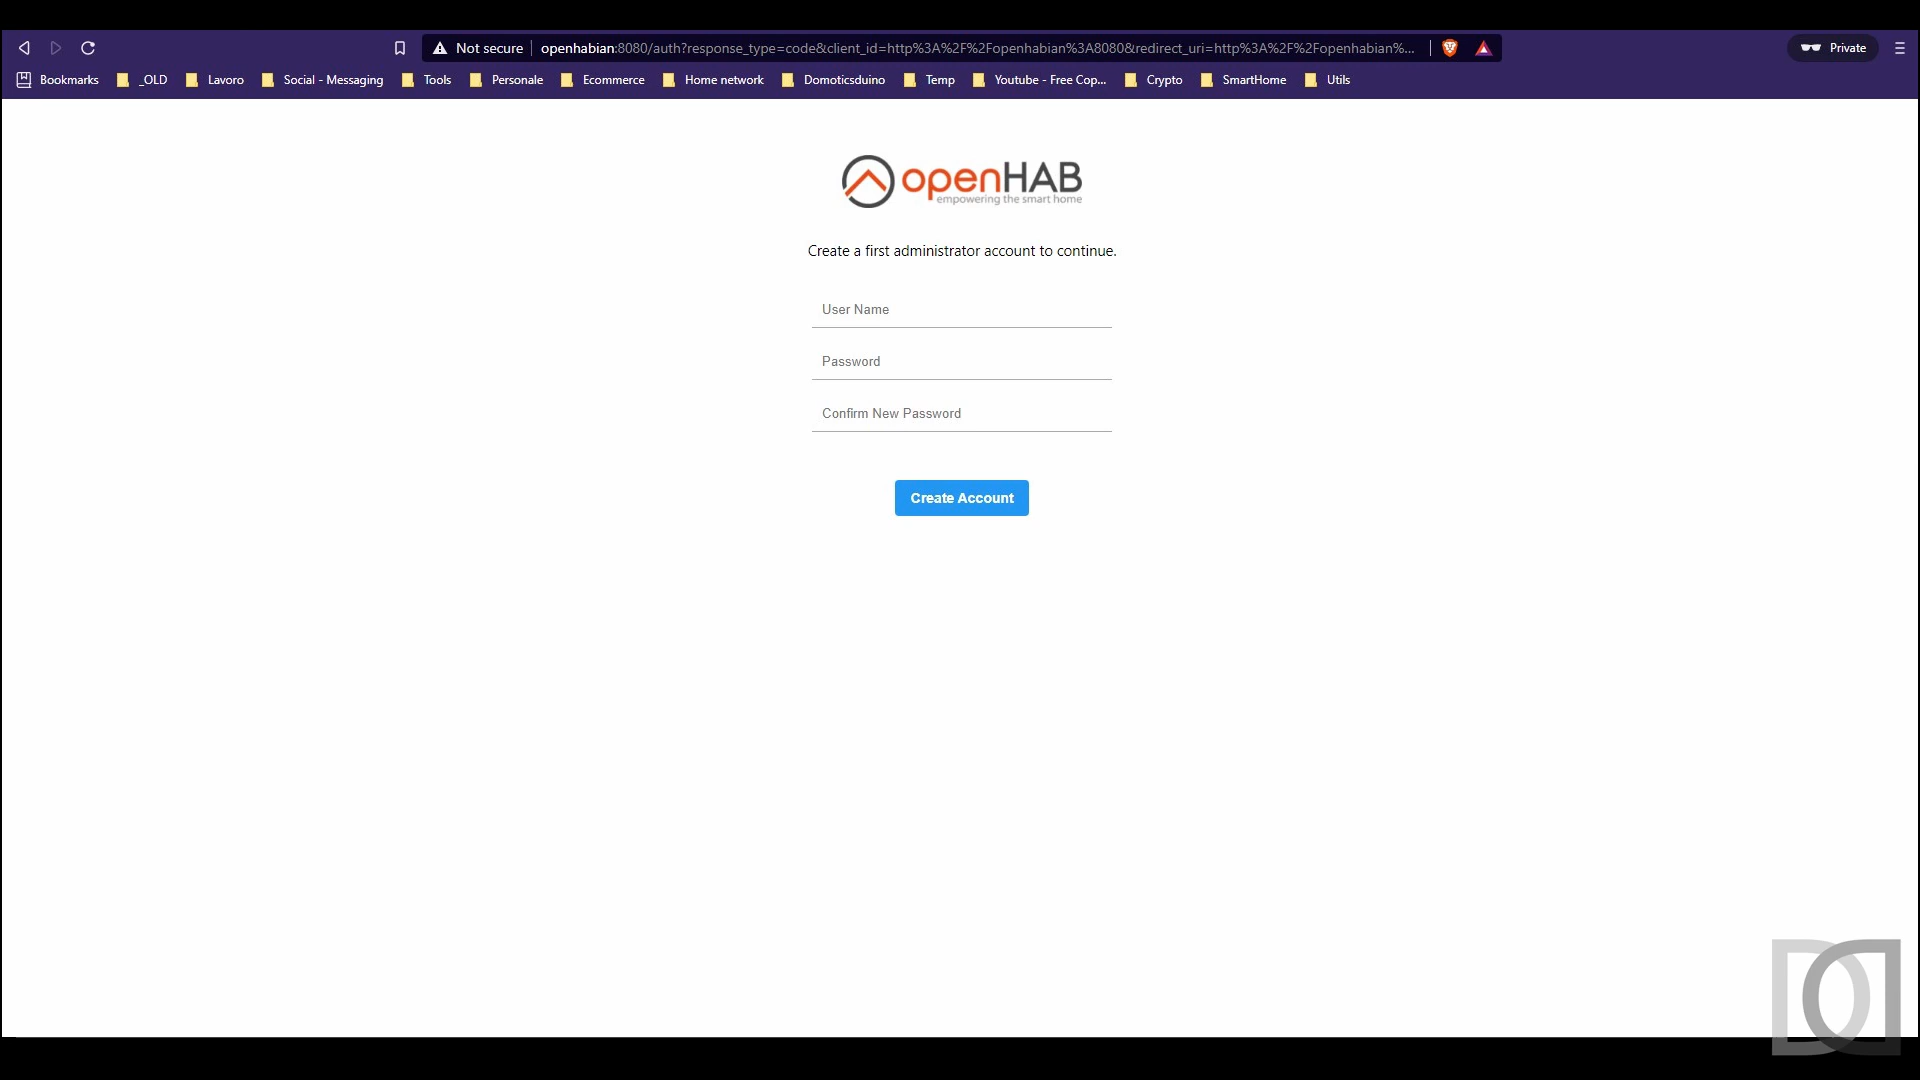 Not secure openhabian:8080/auth?response_type=code&client_id=http%3A%2F%2Fopenhabian%3A8080&redirect_uri=http%3A%2F%2Fopenhabian%... Private
Bookmarks _OLD Lavoro Social - Messaging Tools Personale Ecommerce Home network Domoticsduino Temp Youtube - Free Cop... Crypto SmartHome Utils
openHAB
empowering the smart home
Create a first administrator account to continue.
User Name
Password
Confirm New Password
Create Account
DD